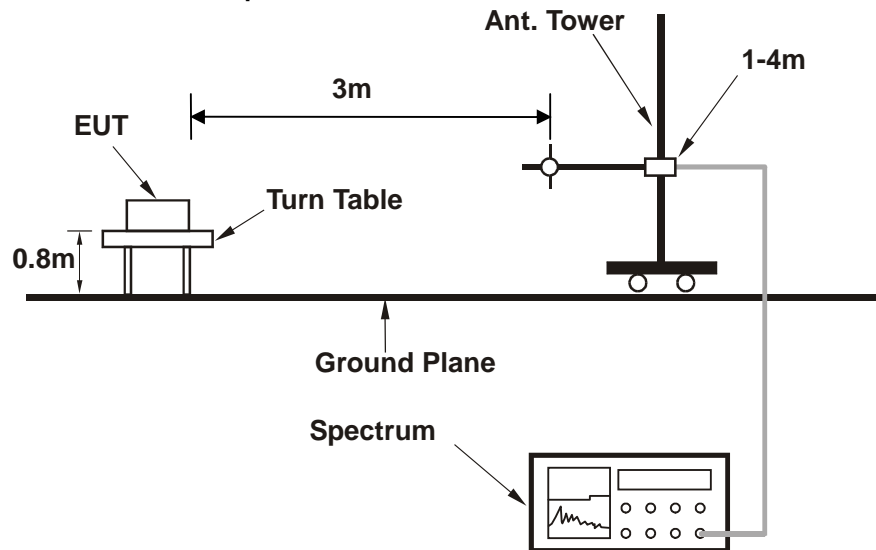 Ant. Tower
1-4m
3m
EUT
Turn Table
0.8m
Ground Plane
Spectrum